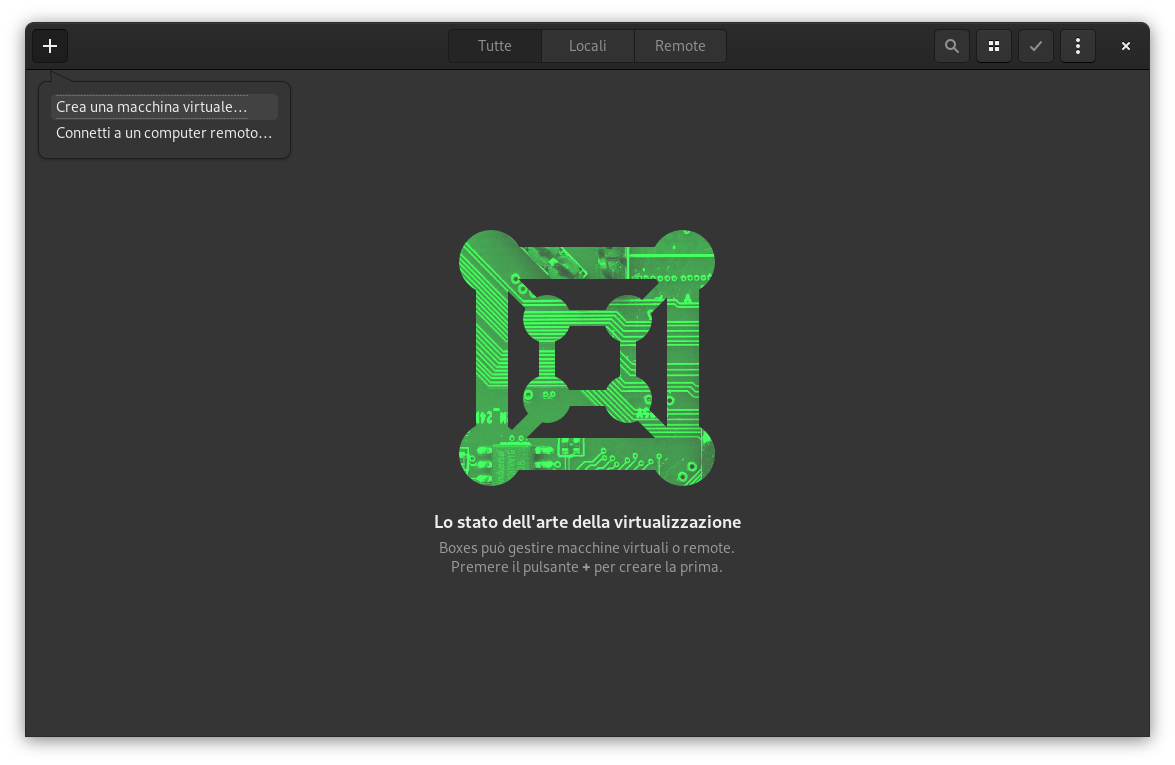 Tutte
Locali
Remote
Crea una macchina virtuale…
Connetti a un computer remoto…
Lo stato dell'arte della virtualizzazione
Boxes può gestire macchine virtuali o remote.
Premere il pulsante + per creare la prima.